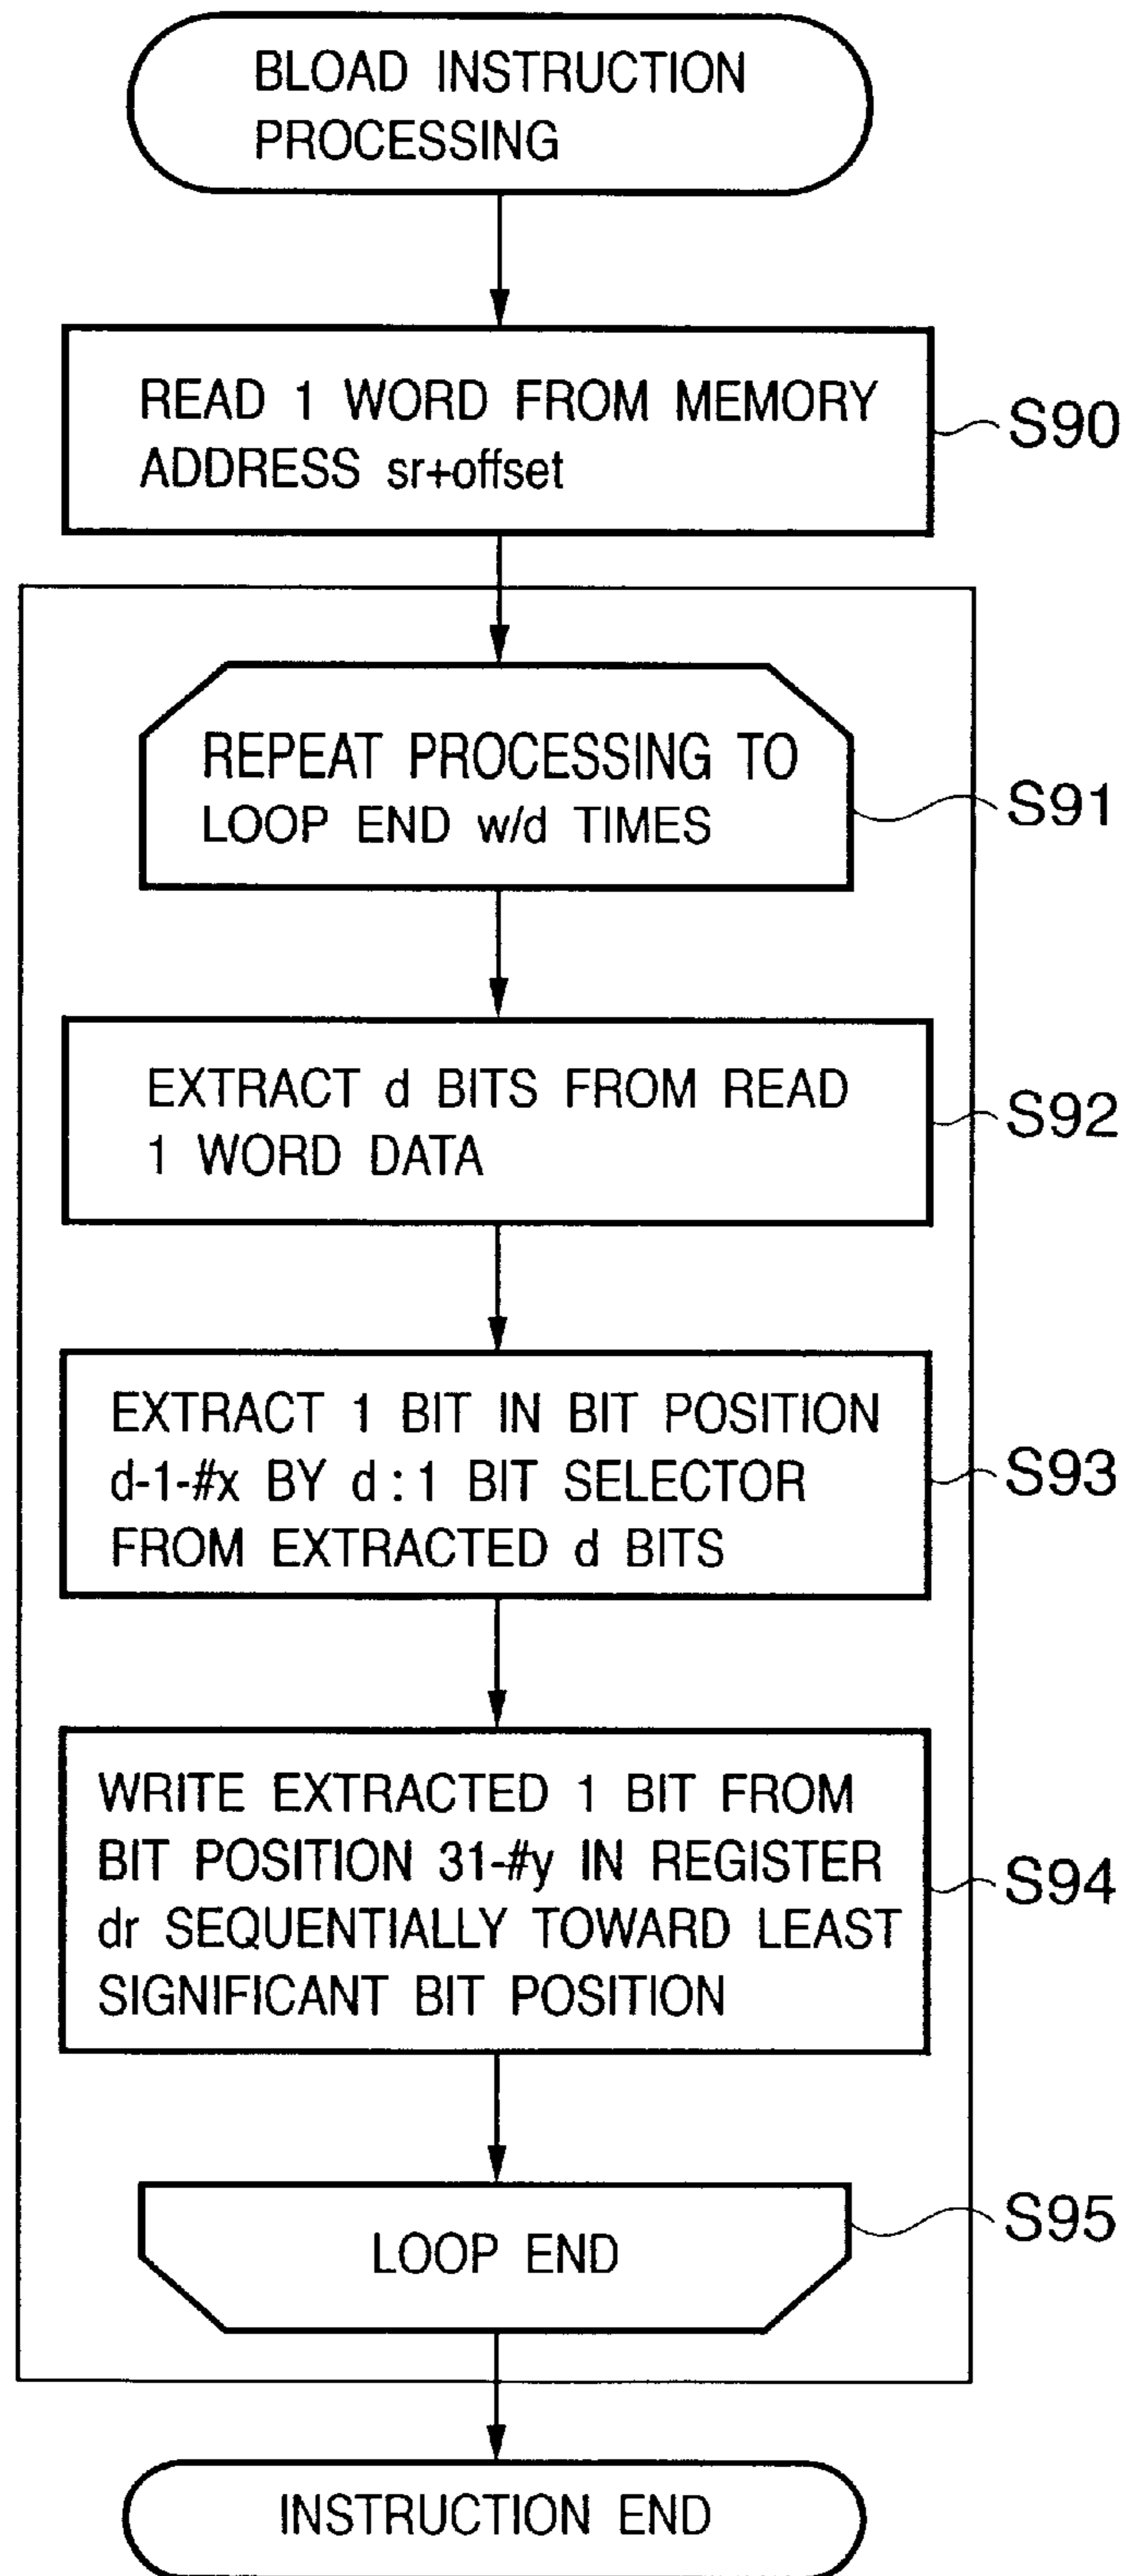 BLOAD INSTRUCTION
PROCESSING
READ 1 WORD FROM MEMORY
ADDRESS sr+offset
S90
REPEAT PROCESSING TO
LOOP END w/d TIMES
S91
EXTRACT d BITS FROM READ
1 WORD DATA
S92
EXTRACT 1 BIT IN BIT POSITION
d-1-#x BY d:1 BIT SELECTOR
FROM EXTRACTED d BITS
S93
WRITE EXTRACTED 1 BIT FROM
BIT POSITION 31-#y IN REGISTER
dr SEQUENTIALLY TOWARD LEAST
SIGNIFICANT BIT POSITION
S94
LOOP END
S95
INSTRUCTION END